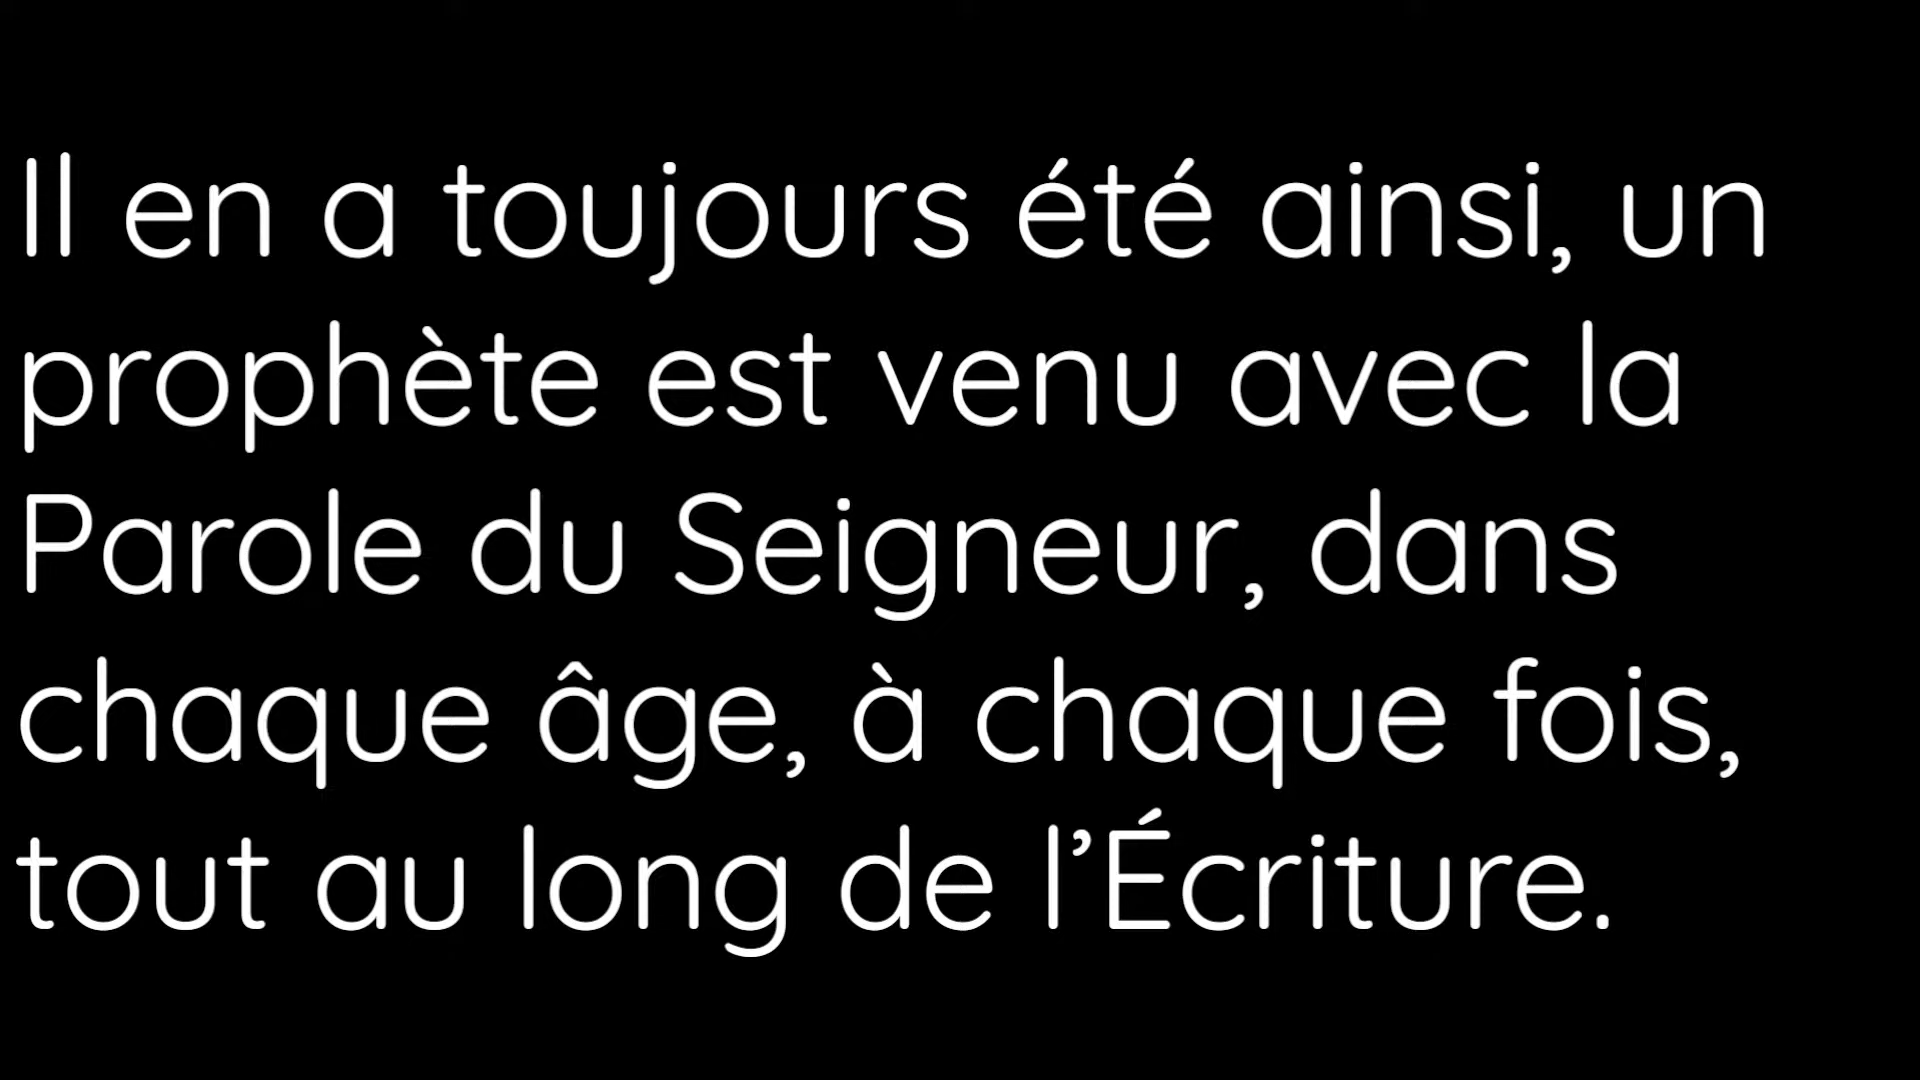 Il en a toujours été ainsi, un
prophète est venu avec la
Parole du Seigneur, dans
chaque âge, à chaque fois,
tout au long de l’Écriture.